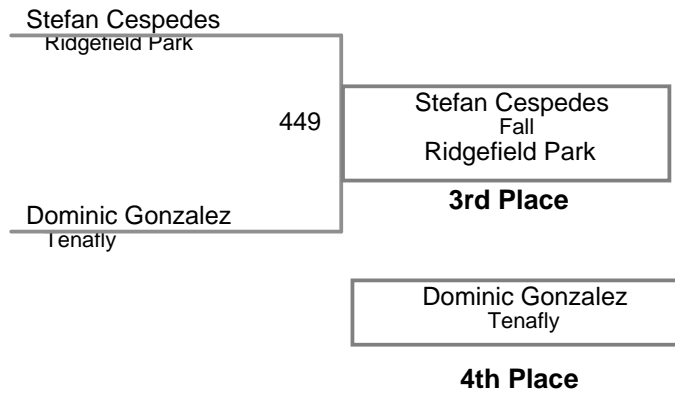 Stefan Cespedes
Ridgefield Park
449
Stefan Cespedes
Fall
Ridgefield Park
3rd Place
Dominic Gonzalez
Tenafly
Dominic Gonzalez
Tenafly
4th Place